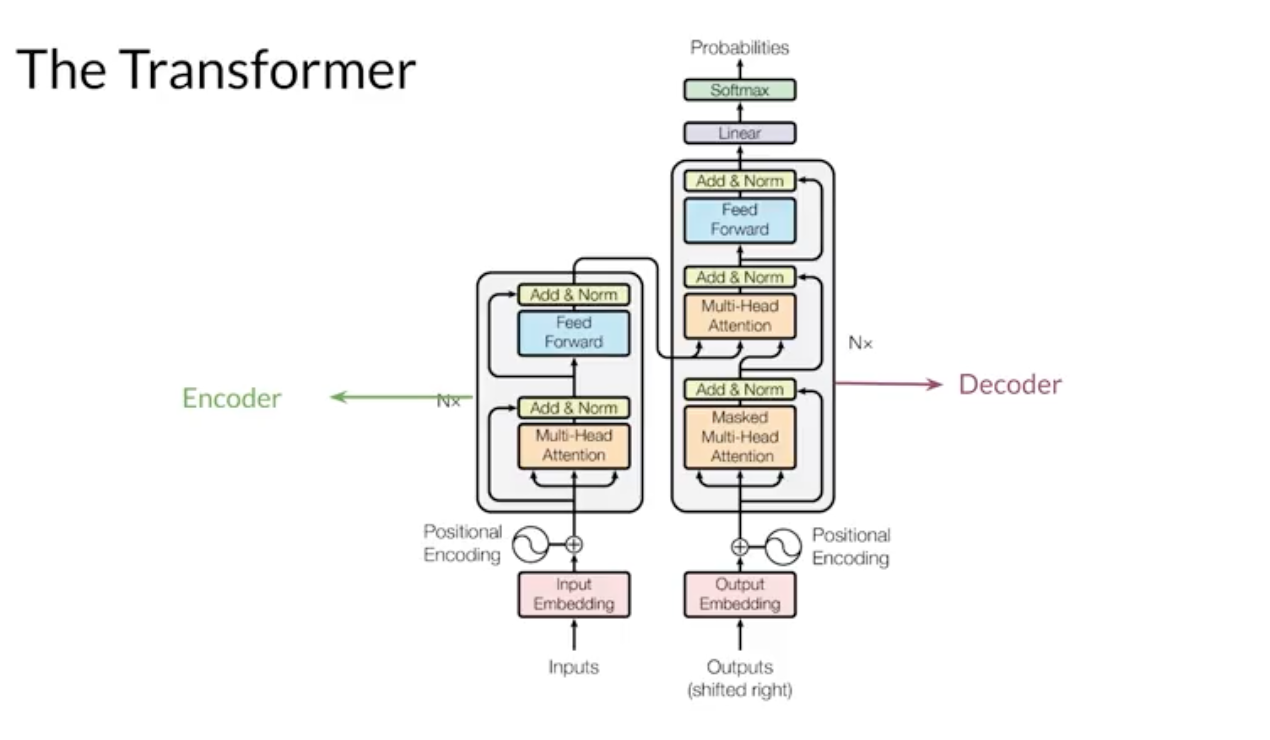 The Transformer
Probabilities
Softmax
Linear
Add & Norm
Feed
Forward
Add & Norm
Multi-Head
Attention
Add & Norm
Masked
Multi-Head
Attention
N×
Decoder
Add & Norm
Feed
Forward
Add & Norm
Multi-Head
Attention
N×
Encoder
Positional
Encoding
Positional
Encoding
Input
Embedding
Output
Embedding
Inputs
Outputs
(shifted right)